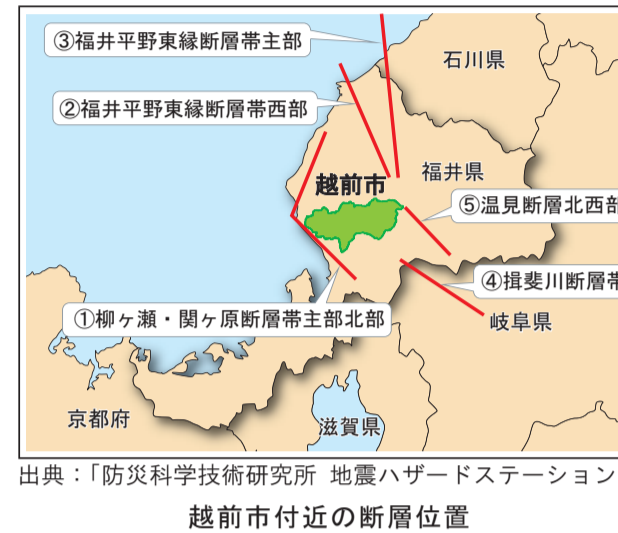 ③福井平野東縁断層帯主部
石川県
②福井平野東縁断層帯西部
福井県
越前市
⑤温見断層北西部
④揖斐川断層帯
①柳ヶ瀬・関ヶ原断層帯主部北部
岐阜県
京都府
滋賀県
出典：「防災科学技術研究所 地震ハザードステーション
越前市付近の断層位置